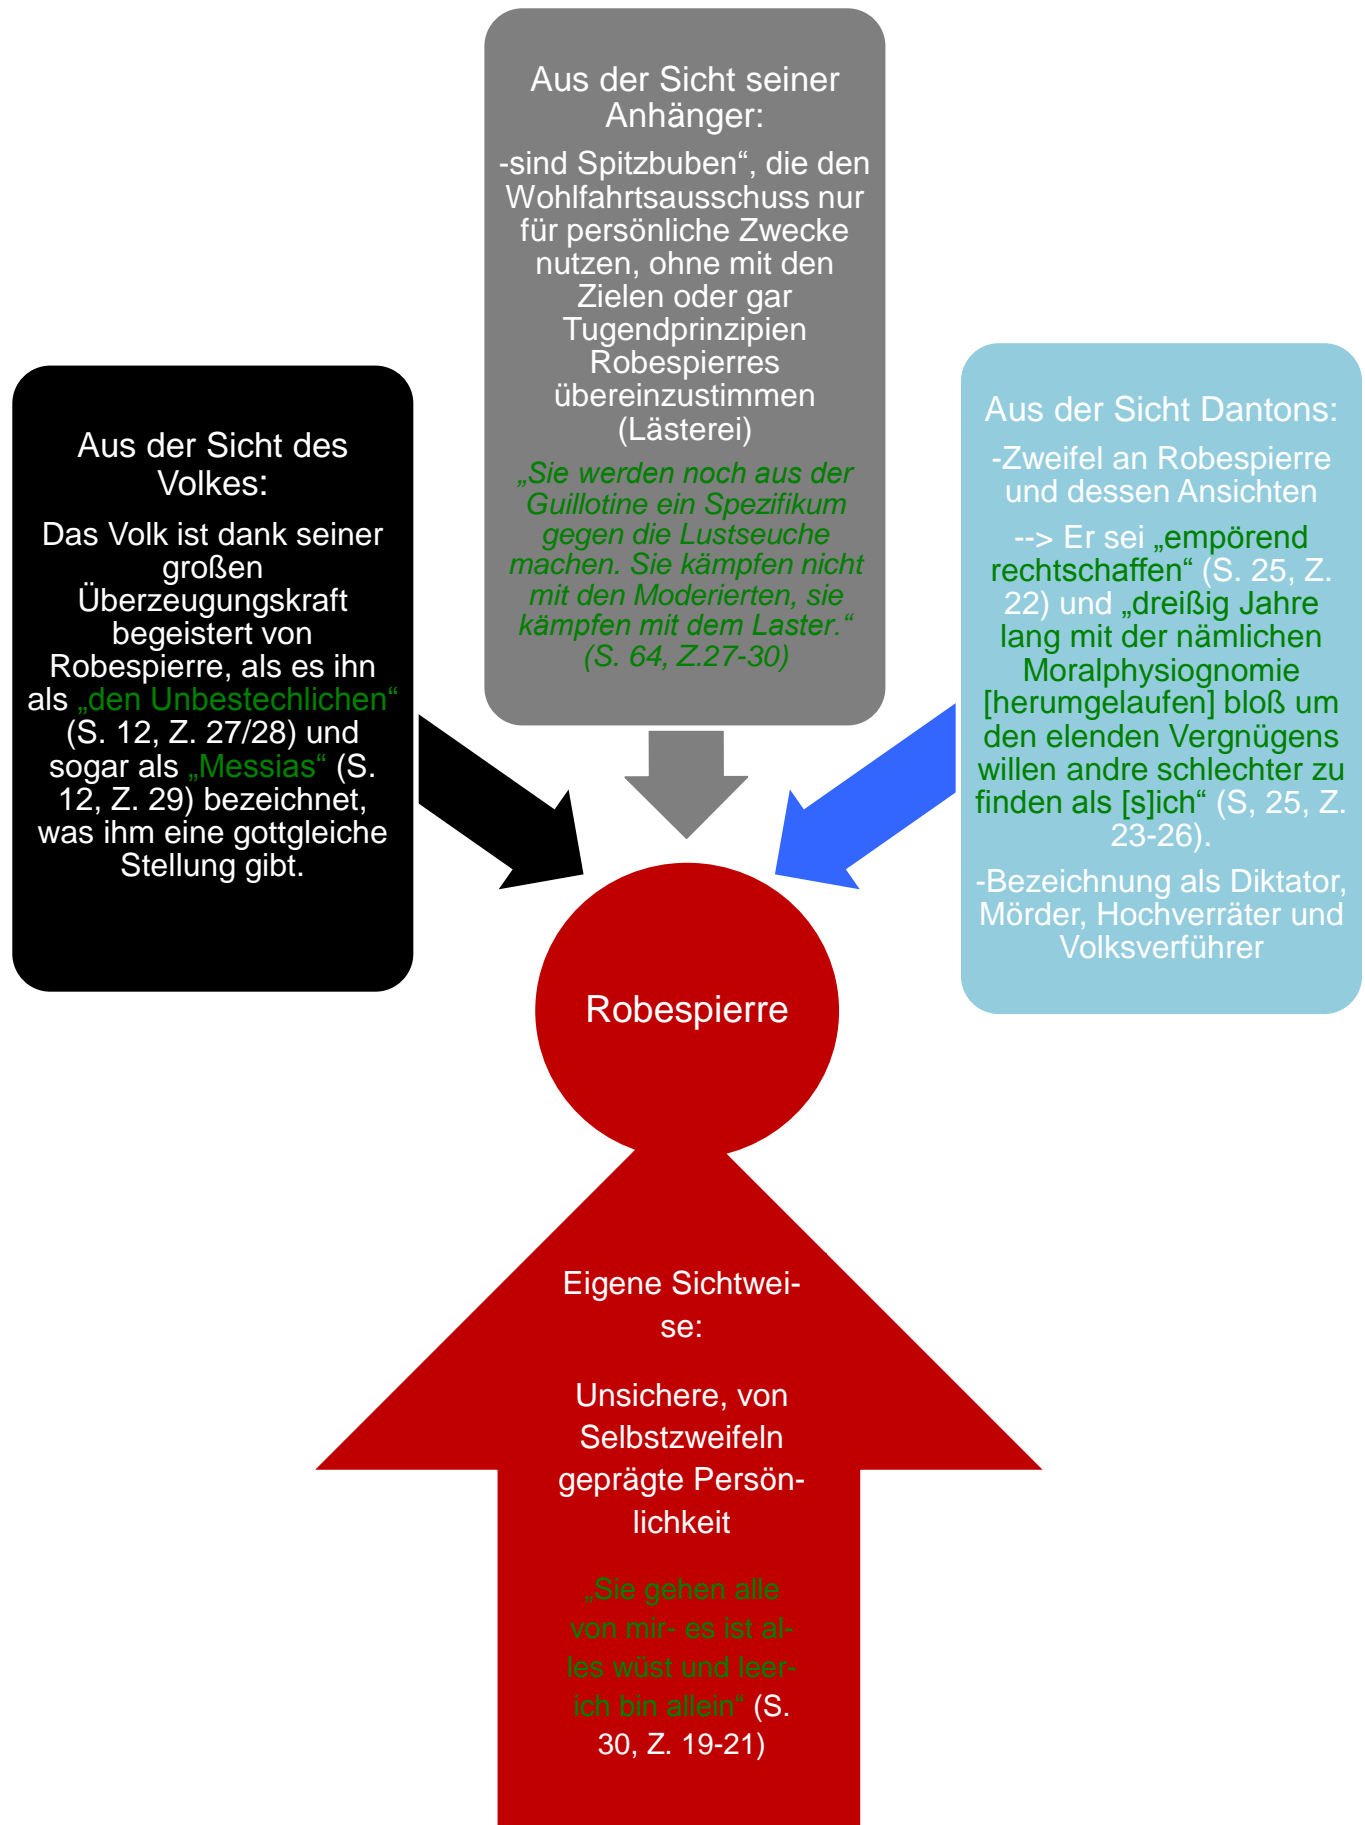 Aus der Sicht seiner
Anhänger:
-sind Spitzbuben“, die den
Wohlfahrtsausschuss nur
für persönliche Zwecke
nutzen, ohne mit den
Zielen oder gar
Tugendprinzipien
Robespierres
übereinzustimmen
(Lästerei)
„Sie werden noch aus der
Guillotine ein Spezifikum
gegen die Lustseuche
machen. Sie kämpfen nicht
mit den Moderierten, sie
kämpfen mit dem Laster.“
(S. 64, Z.27-30)
Aus der Sicht des
Volkes:
Das Volk ist dank seiner
großen
Überzeugungskraft
begeistert von
Robespierre, als es ihn
als „den Unbestechlichen“
(S. 12, Z. 27/28) und
sogar als „Messias“ (S.
12, Z. 29) bezeichnet,
was ihm eine gottgleiche
Stellung gibt.
Aus der Sicht Dantons:
-Zweifel an Robespierre
und dessen Ansichten
--> Er sei „empörend
rechtschaffen“ (S. 25, Z.
22) und „dreißig Jahre
lang mit der nämlichen
Moralphysiognomie
[herumgelaufen] bloß um
den elenden Vergnügens
willen andre schlechter zu
finden als [s]ich“ (S, 25, Z.
23-26).
-Bezeichnung als Diktator,
Mörder, Hochverräter und
Volksverführer
Robespierre
Eigene Sichtwei-
se:
Unsichere, von
Selbstzweifeln
geprägte Persön-
lichkeit
„Sie gehen alle
von mir- es ist al-
les wüst und leer-
ich bin allein“ (S.
30, Z. 19-21)